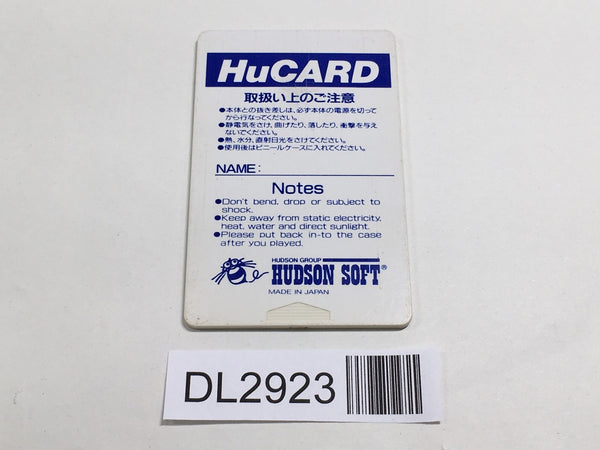 HuCARD
取扱い上のご注意
●本体との抜き差しは、必ず本体の電源を切って
から行なってください。
●静電気をさけ、曲げたり、落したり、衝撃を与え
ないでください。
●熱、水分、直射日光をさけてください。
●使用後はビニールケースに入れてください。
NAME:
Notes
●Don't bend, drop or subject to
shock.
●Keep away from static electricity,
heat, water and direct sunlight.
●Please put back in-to the case
after you played.
HUDSON GROUP
HUDSON SOFT®
MADE IN JAPAN
DL2923